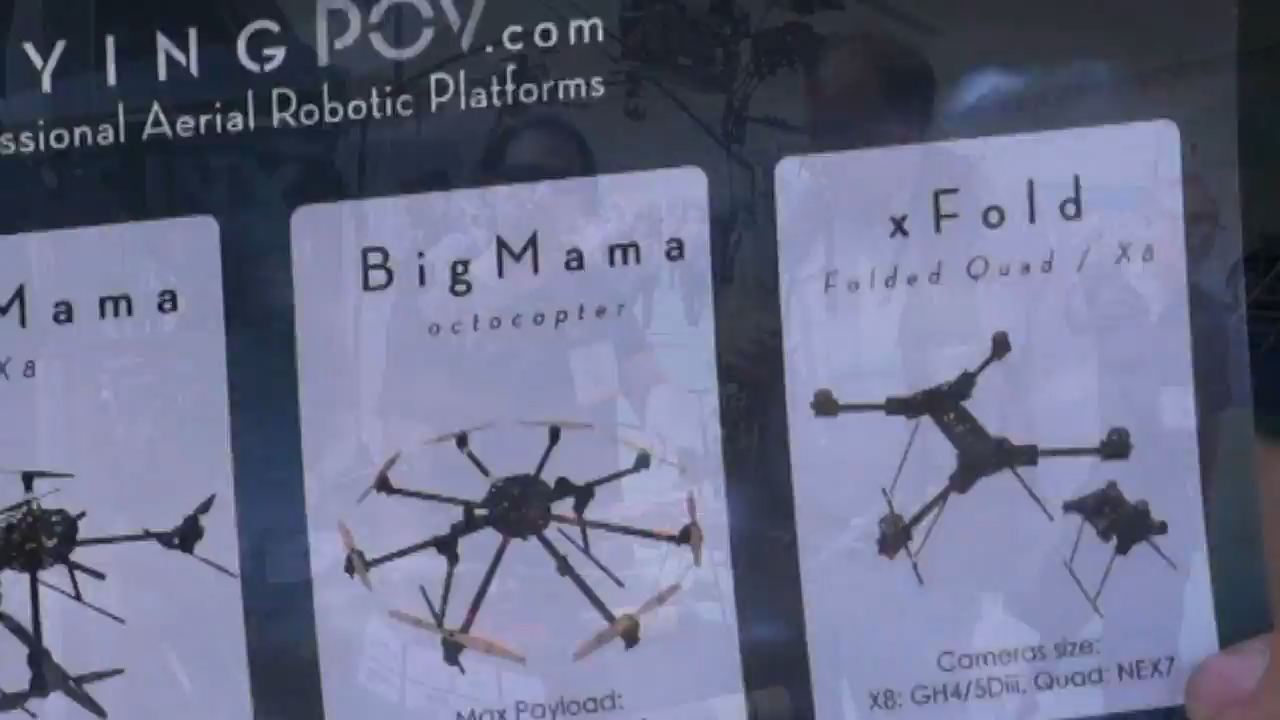 YINGPOV.com
ssional Aerial Robotic Platforms
Mama
X8
BigMama
octocopter
Max Payload:
xFold
Folded Quad / X8
Cameras size:
X8: GH4/5Diii, Quad: NEX7